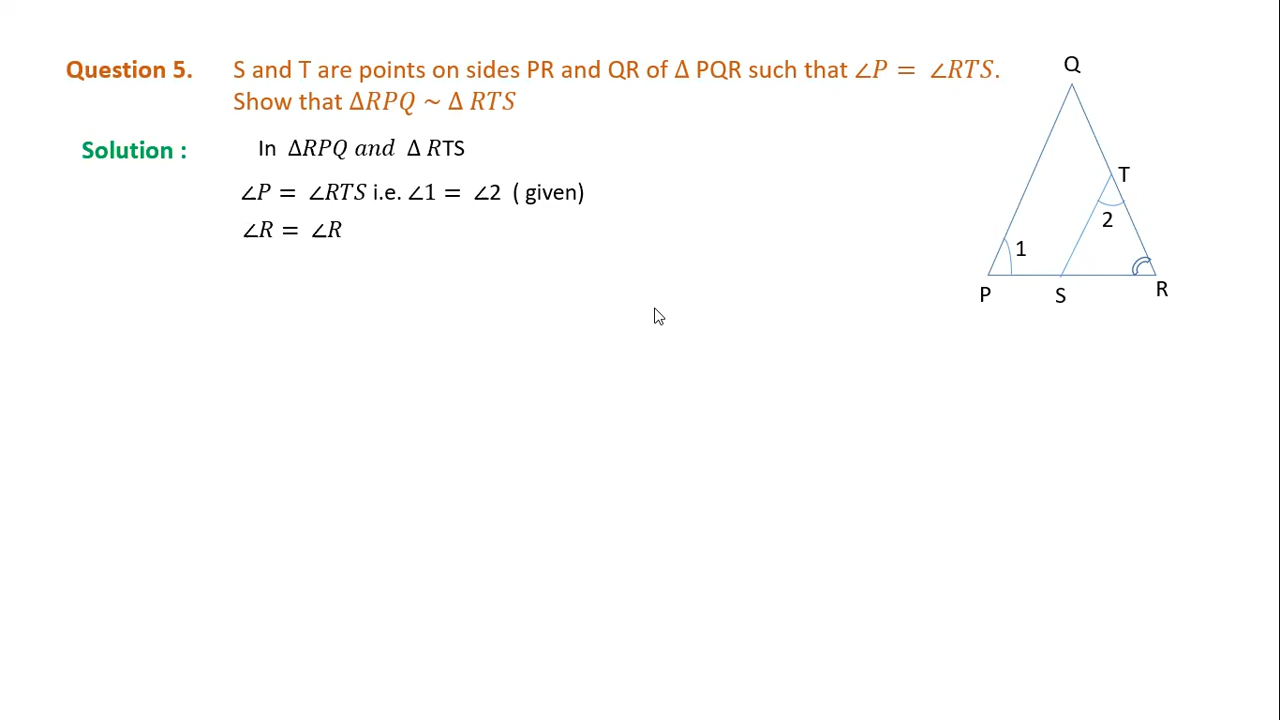 Question 5. S and T are points on sides PR and QR of Δ PQR such that ∠P = ∠RTS.
Show that ΔRPQ ~ Δ RTS
Solution : In ΔRPQ and Δ RTS
∠P = ∠RTS i.e. ∠1 = ∠2 ( given)
∠R = ∠R
Q
T
2
1
P S R